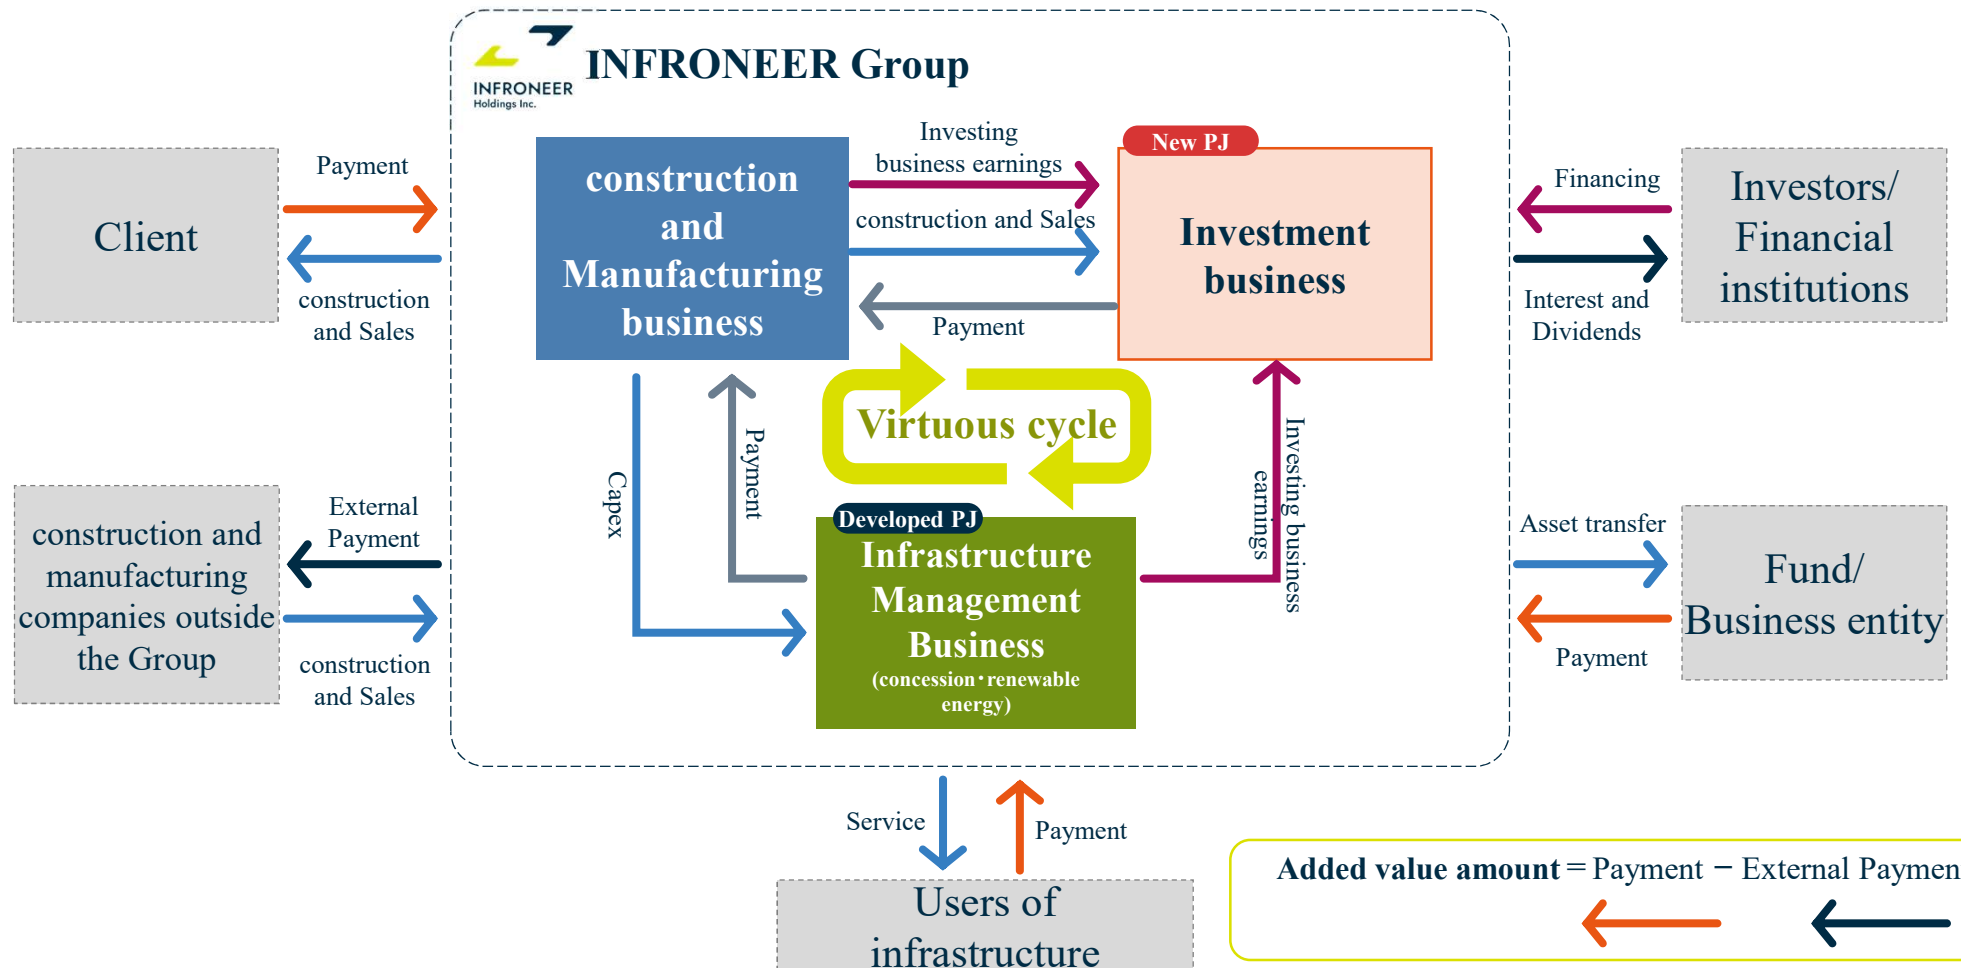 INFRONEER
Holdings Inc.
INFRONEER Group
Client
Payment
construction
and Sales
construction
and
Manufacturing
business
Investing
business earnings
construction and Sales
Payment
New PJ
Investment
business
Financing
Interest and
Dividends
Investors/
Financial
institutions
Virtuous cycle
Capex
Payment
Investing business
earnings
Developed PJ
Infrastructure
Management
Business
(concession・renewable
energy)
construction and
manufacturing
companies outside
the Group
External
Payment
construction
and Sales
Asset transfer
Payment
Fund/
Business entity
Service
Payment
Users of
infrastructure
Added value amount = Payment − External Paymen